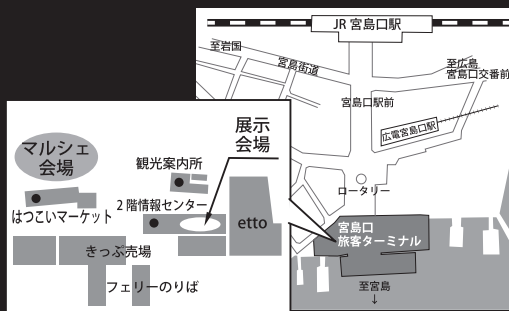 JR 宮島口駅
至岩国
宮島街道
至広島
宮島口交番前
宮島口駅前
広電宮島口駅
ロータリー
宮島口
旅客ターミナル
至宮島
↓
展示
会場
マルシェ
会場
観光案内所
はつこいマーケット
2階情報センター
etto
きっぷ売場
フェリーのりば